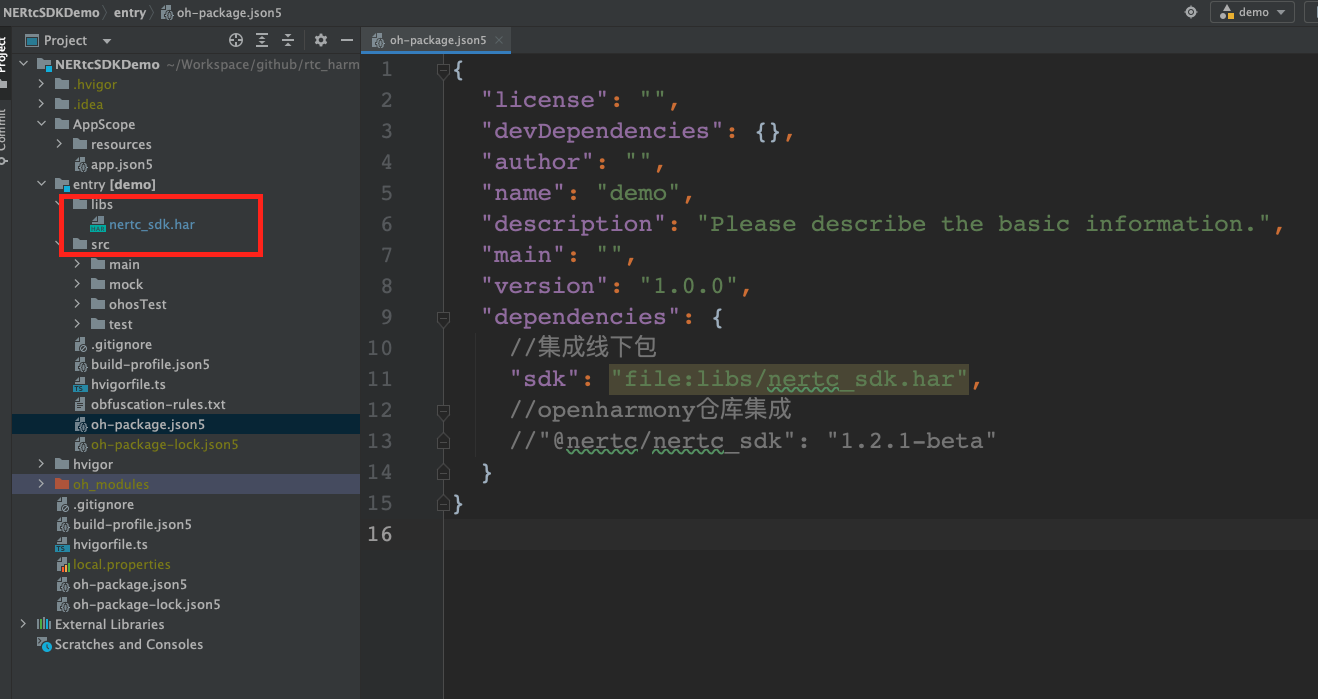 NERtcSDKDemo entry oh-package.json5 demo
Project
Commit
Project oh-package.json5
NERtcSDKDemo ~/Workspace/github/rtc_harm
.hvigor
.idea
AppScope
resources
app.json5
entry [demo]
libs
nertc_sdk.har
src
main
mock
ohosTest
test
.gitignore
build-profile.json5
hvigorfile.ts
obfuscation-rules.txt
oh-package.json5
oh-package-lock.json5
hvigor
oh_modules
.gitignore
build-profile.json5
hvigorfile.ts
local.properties
oh-package.json5
oh-package-lock.json5
External Libraries
Scratches and Consoles
1 {
2 "license": "",
3 "devDependencies": {},
4 "author": "",
5 "name": "demo",
6 "description": "Please describe the basic information.",
7 "main": "",
8 "version": "1.0.0",
9 "dependencies": {
10 //集成线下包
11 "sdk": "file:libs/nertc_sdk.har",
12 //openharmony仓库集成
13 //"@nertc/nertc_sdk": "1.2.1-beta"
14 }
15 }
16